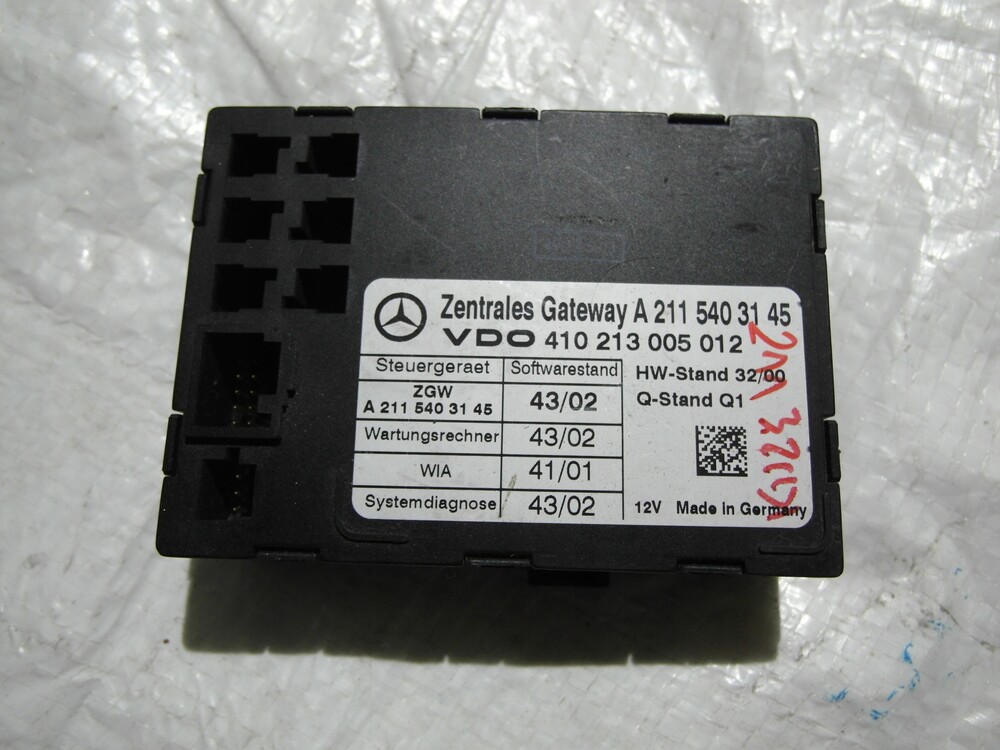 Zentrales Gateway A 211 540 31 45
VDO 410 213 005 012
Steuergeraet Softwarestand
ZGW
A 211 540 31 45 43/02
Wartungsrechner 43/02
WIA 41/01
Systemdiagnose 43/02
HW-Stand 32/00
Q-Stand Q1
12V Made in Germany